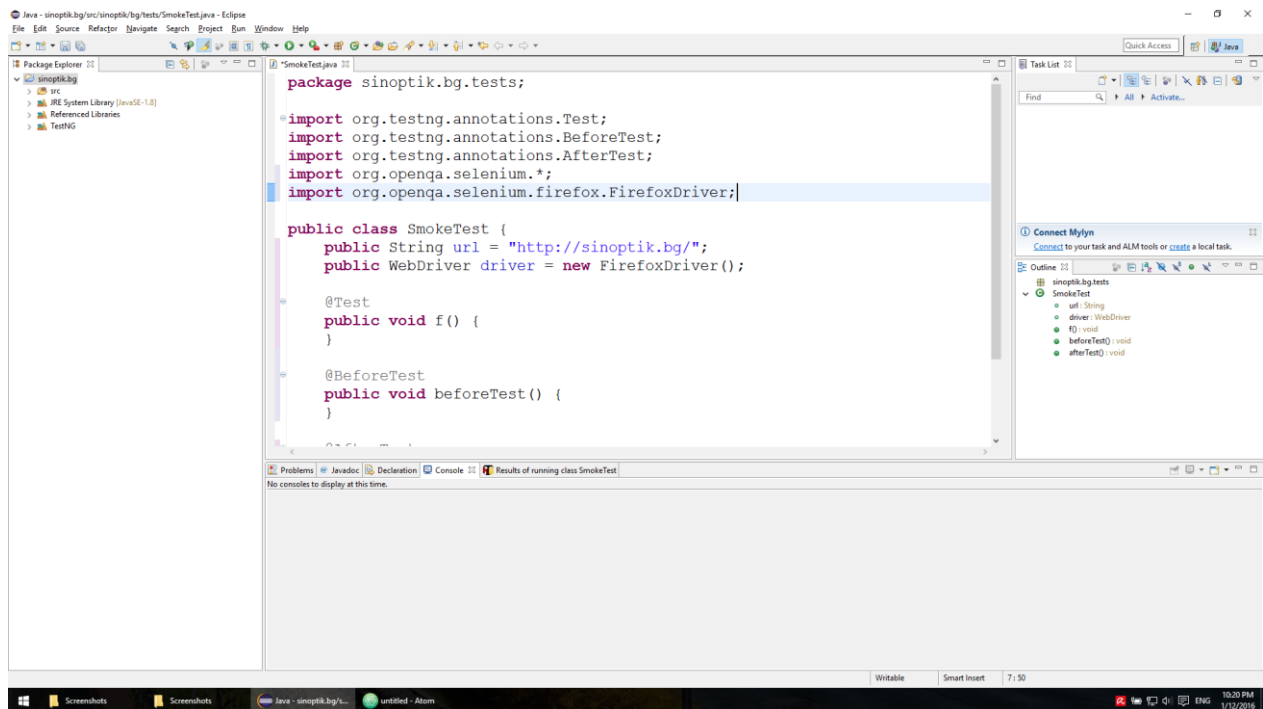 Java - sinoptik.bg/src/sinoptik/bg/tests/SmokeTest.java - Eclipse
File Edit Source Refactor Navigate Search Project Run Window Help
Quick Access
Java
Package Explorer
sinoptik.bg
src
JRE System Library [JavaSE-1.8]
Referenced Libraries
TestNG
*SmokeTest.java
package sinoptik.bg.tests;
import org.testng.annotations.Test;
import org.testng.annotations.BeforeTest;
import org.testng.annotations.AfterTest;
import org.openqa.selenium.*;
import org.openqa.selenium.firefox.FirefoxDriver;
public class SmokeTest {
public String url = "http://sinoptik.bg/";
public WebDriver driver = new FirefoxDriver();
@Test
public void f() {
}
@BeforeTest
public void beforeTest() {
}
Task List
Find
All
Activate...
Connect Mylyn
Connect to your task and ALM tools or create a local task.
Outline
sinoptik.bg.tests
SmokeTest
url : String
driver : WebDriver
f() : void
beforeTest() : void
afterTest() : void
Problems Javadoc Declaration Console Results of running class SmokeTest
No consoles to display at this time.
Writable Smart Insert 7 : 50
Screenshots Screenshots Java - sinoptik.bg/s... untitled - Atom
ENG 10:20 PM
1/12/2016